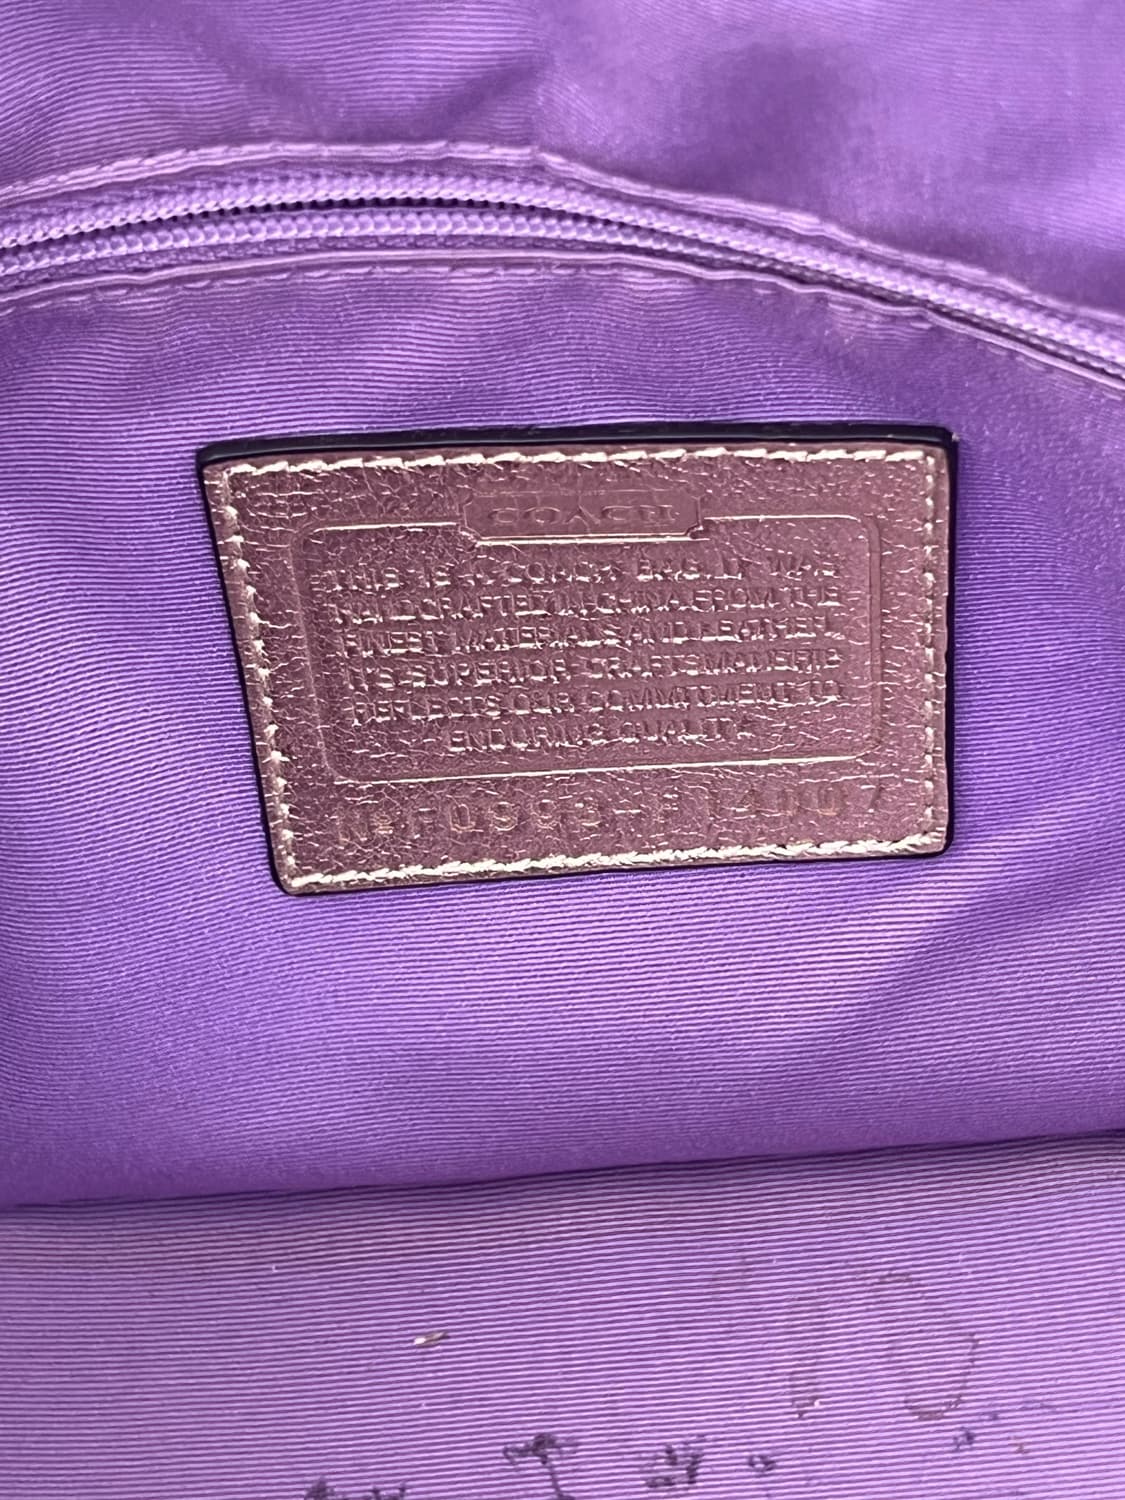 COACH
THIS IS A COACH BAG. IT WAS
HANDCRAFTED IN CHINA FROM THE
FINEST MATERIALS AND LEATHER.
ITS SUPERIOR CRAFTSMANSHIP
REFLECTS OUR COMMITMENT TO
ENDURING QUALITY.